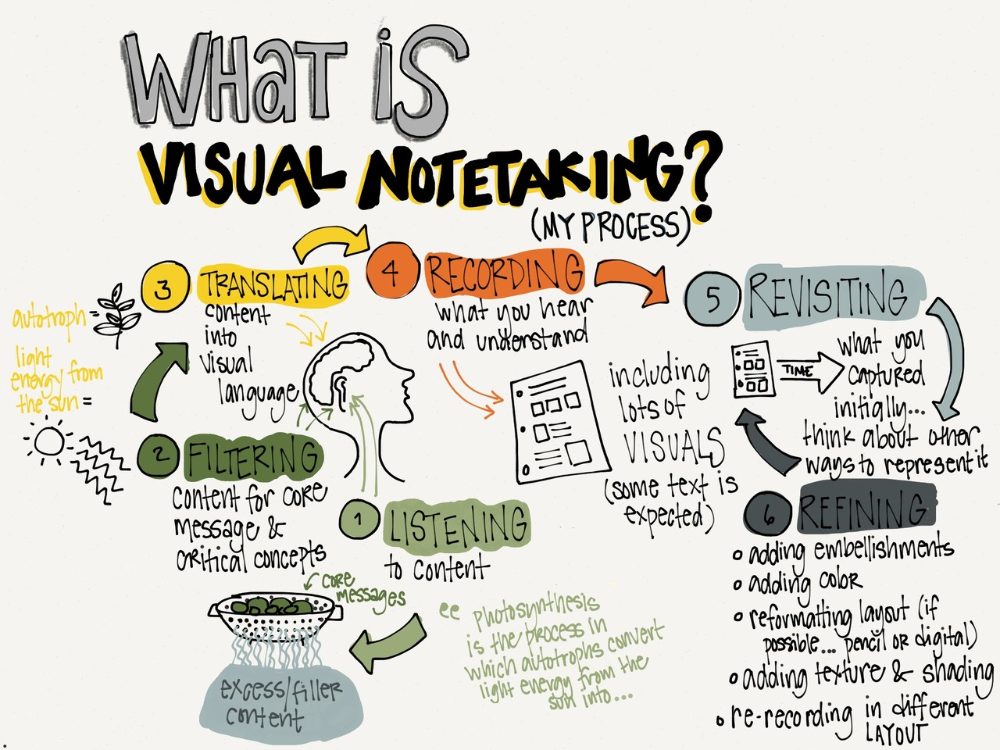 WHaT iS
VISUAL NOTETAKING?
(MY PROCESS)
1 LISTENING
to content
ee photosynthesis
is the process in
which autotrophs convert
light energy from the
sun into...
2 FILTERING
content for core
message &
critical concepts
core
messages
excess/filler
content
3 TRANSLATING
content
into
visual
language
autotroph =
light
energy from
the sun =
4 RECORDING
what you hear
and understand
including
lots of
VISUALS
(some text is
expected)
5 REVISITING
TIME
what you
captured
initially...
think about other
ways to represent it
6 REFINING
o adding embellishments
o adding color
o reformatting layout (if
possible... pencil or digital)
o adding texture & shading
o re-recording in different
LAYOUT